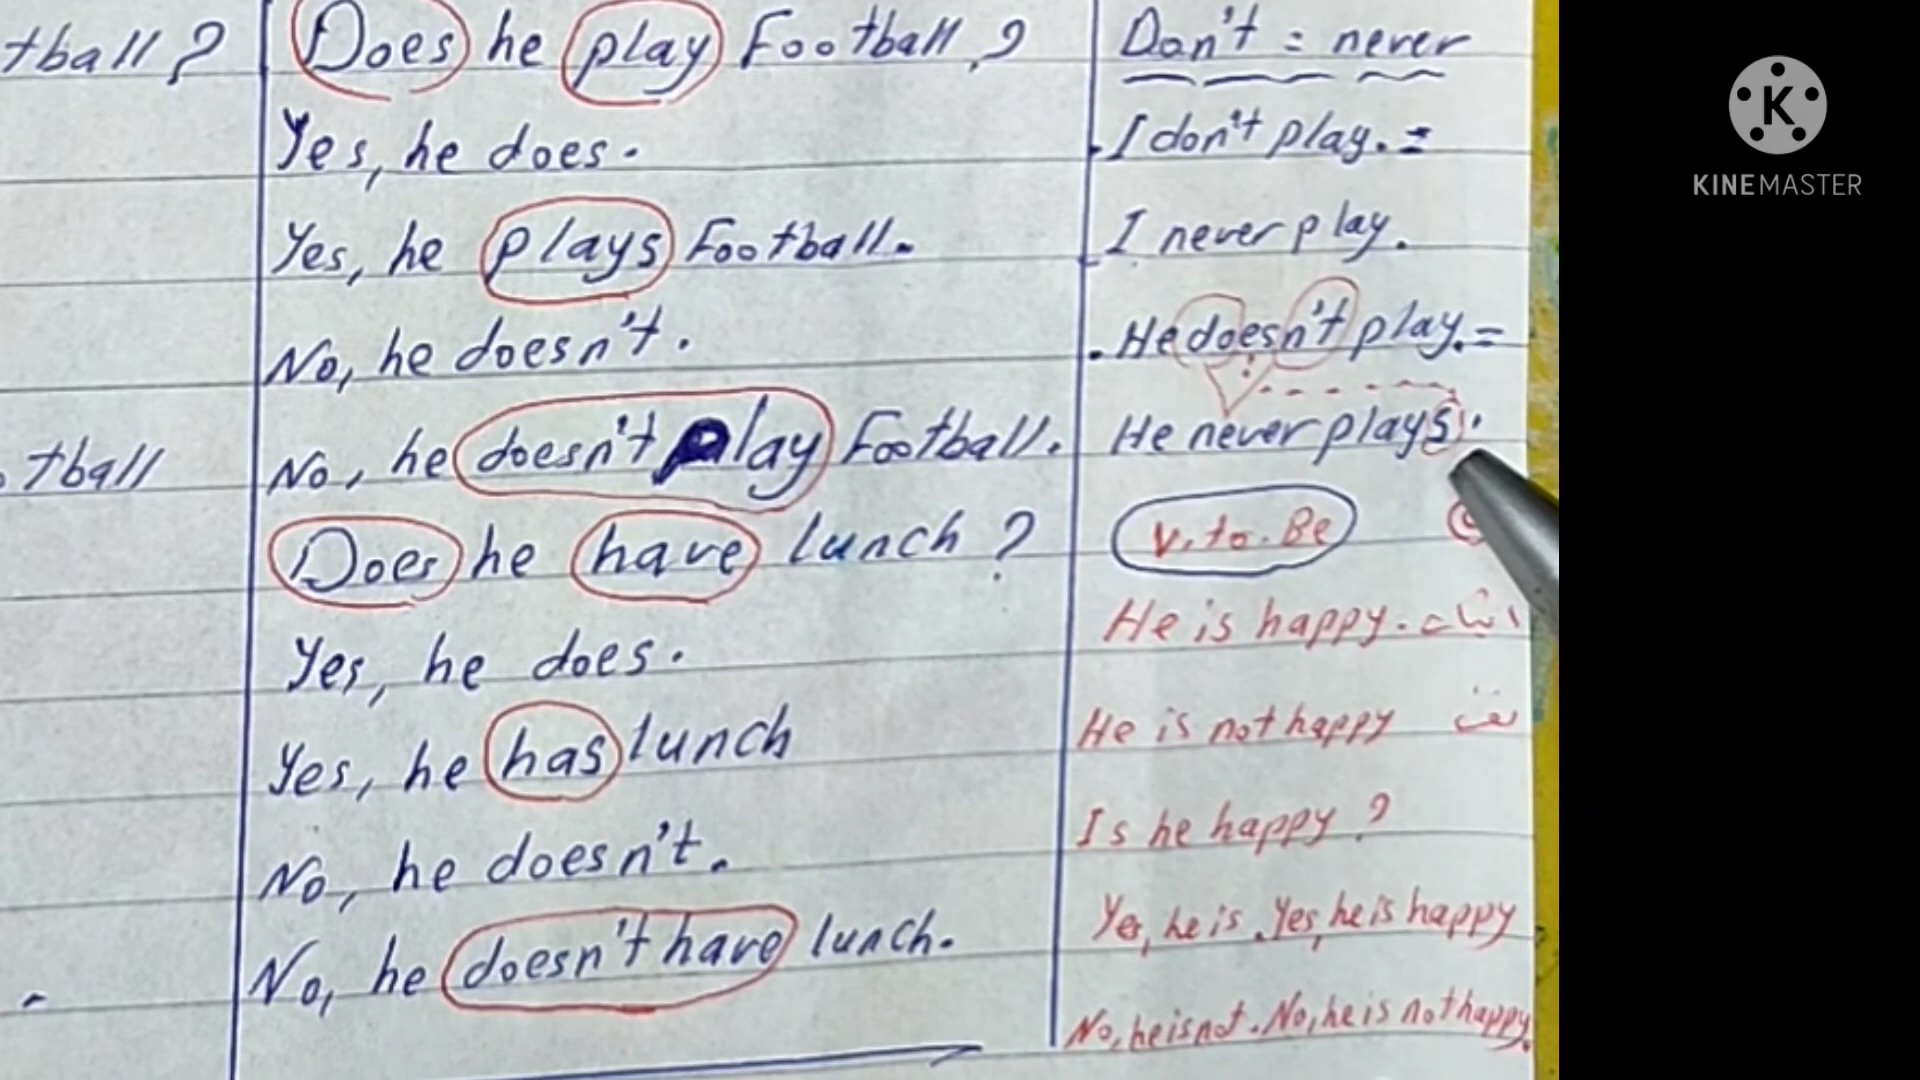 tball?
tball
Does he play Football?
Yes, he does.
Yes, he plays Football.
No, he doesn't.
No, he doesn't play Football.
Does he have lunch?
Yes, he does.
Yes, he has lunch
No, he doesn't.
No, he doesn't have lunch.
Don't = never
. I don't play. =
. I never play.
. He doesn't play. =
He never plays.
V. to. Be
He is happy. اثبات
He is not happy نفى
Is he happy?
Yes, he is. Yes, he is happy
No, he is not. No, he is not happy.
KINEMASTER